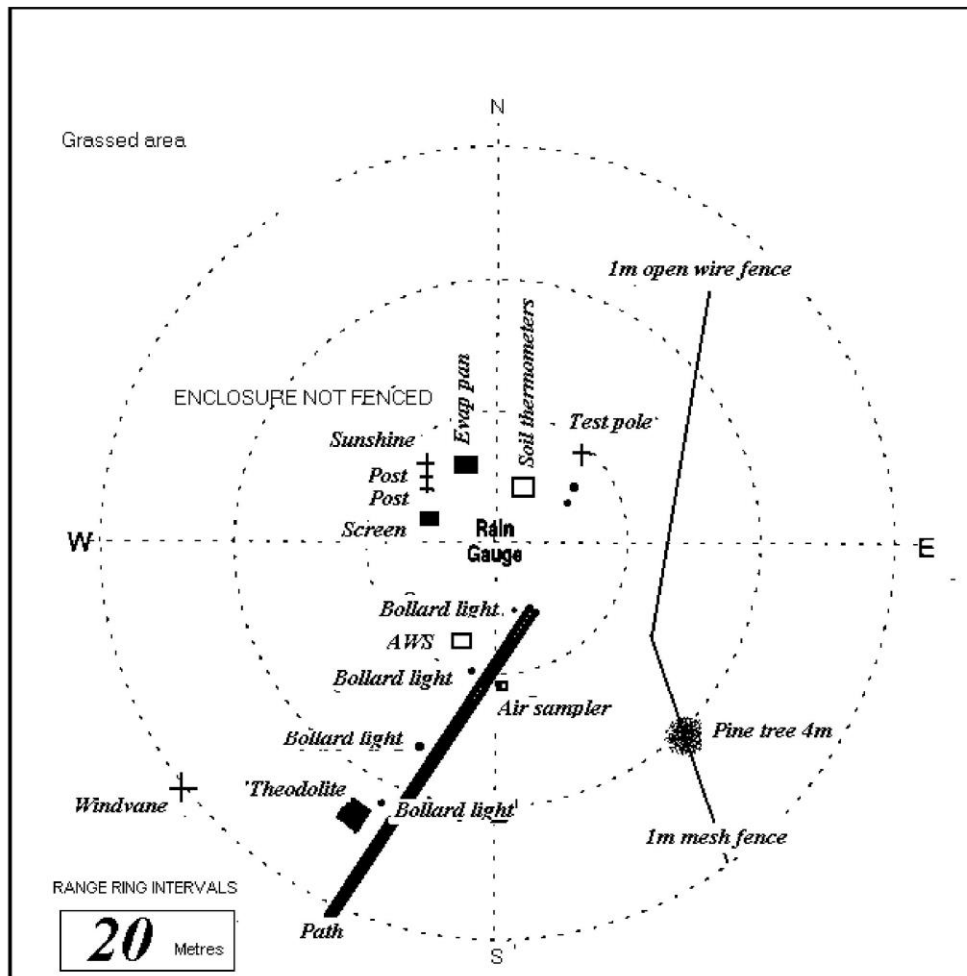 N
Grassed area
1m open wire fence
Evap pan
Soil thermometers
ENCLOSURE NOT FENCED
Test pole
Sunshine
Post
Post
Screen
Rain
Gauge
W
E
Bollard light
AWS
Bollard light
Air sampler
Bollard light
Pine tree 4m
Theodolite
Windvane
Bollard light
1m mesh fence
RANGE RING INTERVALS
20 Metres
Path
S